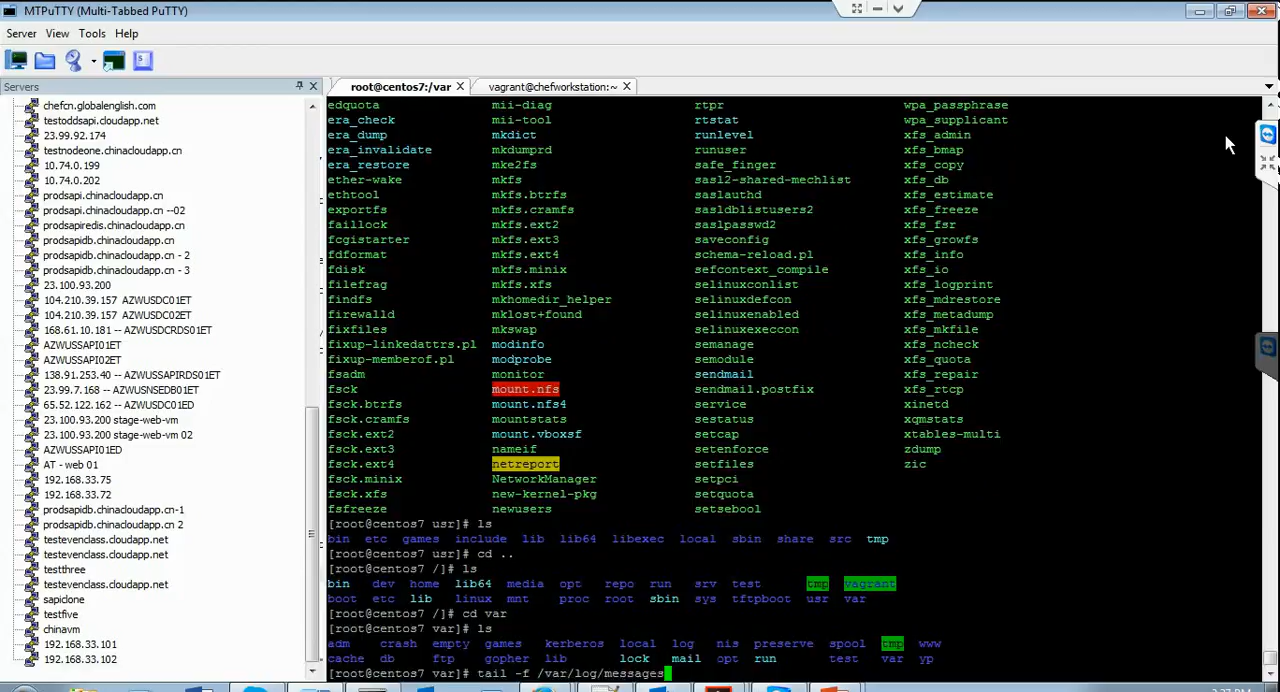 MTPuTTY (Multi-Tabbed PuTTY)
Server View Tools Help
Servers
root@centos7:/var
vagrant@chefworkstation:~
chefcn.globalenglish.com
testoddsapi.cloudapp.net
23.99.92.174
testnodeone.chinacloudapp.cn
10.74.0.199
10.74.0.202
prodsapi.chinacloudapp.cn
prodsapi.chinacloudapp.cn --02
prodsapiredis.chinacloudapp.cn
prodsapidb.chinacloudapp.cn
prodsapidb.chinacloudapp.cn - 2
prodsapidb.chinacloudapp.cn - 3
23.100.93.200
104.210.39.157 AZWUSDC01ET
104.210.39.157 AZWUSDC02ET
168.61.10.181 -- AZWUSDCRDS01ET
AZWUSSAPI01ET
AZWUSSAPI02ET
138.91.253.40 -- AZWUSSAPIRDS01ET
23.99.7.168 -- AZWUSNSEDB01ET
65.52.122.162 -- AZWUSDC01ED
23.100.93.200 stage-web-vm
23.100.93.200 stage-web-vm 02
AZWUSSAPI01ED
AT - web 01
192.168.33.75
192.168.33.72
prodsapidb.chinacloudapp.cn-1
prodsapidb.chinacloudapp.cn 2
testevenclass.cloudapp.net
testevenclass.cloudapp.net
testthree
testevenclass.cloudapp.net
sapiclone
testfive
chinavm
192.168.33.101
192.168.33.102
edquota mii-diag rtpr wpa_passphrase
era_check mii-tool rtstat wpa_supplicant
era_dump mkdict runlevel xfs_admin
era_invalidate mkdumprd runuser xfs_bmap
era_restore mke2fs safe_finger xfs_copy
ether-wake mkfs sasl2-shared-mechlist xfs_db
ethtool mkfs.btrfs saslauthd xfs_estimate
exportfs mkfs.cramfs sasldblistusers2 xfs_freeze
faillock mkfs.ext2 saslpasswd2 xfs_fsr
fcgistarter mkfs.ext3 saveconfig xfs_growfs
fdformat mkfs.ext4 schema-reload.pl xfs_info
fdisk mkfs.minix sefcontext_compile xfs_io
filefrag mkfs.xfs selinuxconlist xfs_logprint
findfs mkhomedir_helper selinuxdefcon xfs_mdrestore
firewalld mklost+found selinuxenabled xfs_metadump
fixfiles mkswap selinuxexeccon xfs_mkfile
fixup-linkedattrs.pl modinfo semanage xfs_ncheck
fixup-memberof.pl modprobe semodule xfs_quota
fsadm monitor sendmail xfs_repair
fsck mount.nfs sendmail.postfix xfs_rtcp
fsck.btrfs mount.nfs4 service xinetd
fsck.cramfs mountstats sestatus xqmstats
fsck.ext2 mount.vboxsf setcap xtables-multi
fsck.ext3 nameif setenforce zdump
fsck.ext4 netreport setfiles zic
fsck.minix NetworkManager setpci
fsck.xfs new-kernel-pkg setquota
fsfreeze newusers setsebool
[root@centos7 usr]# ls
bin etc games include lib lib64 libexec local sbin share src tmp
[root@centos7 usr]# cd ..
[root@centos7 /]# ls
bin dev home lib64 media opt repo run srv test tmp vagrant
boot etc lib linux mnt proc root sbin sys tftpboot usr var
[root@centos7 /]# cd var
[root@centos7 var]# ls
adm crash empty games kerberos local log nis preserve spool tmp www
cache db ftp gopher lib lock mail opt run test var yp
[root@centos7 var]# tail -f /var/log/messages